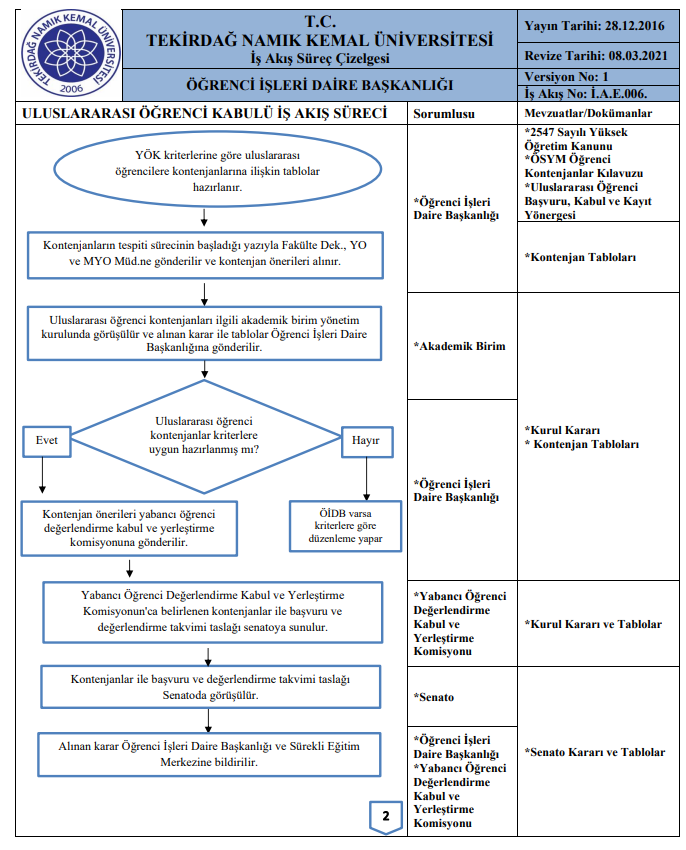 TEKİRDAĞ NAMIK KEMAL ÜNİVERSİTESİ
2006
T.C.
TEKİRDAĞ NAMIK KEMAL ÜNİVERSİTESİ
İş Akış Süreç Çizelgesi
ÖĞRENCİ İŞLERİ DAİRE BAŞKANLIĞI
Yayın Tarihi: 28.12.2016
Revize Tarihi: 08.03.2021
Versiyon No: 1
İş Akış No: İ.A.E.006.
ULUSLARARASI ÖĞRENCİ KABULÜ İŞ AKIŞ SÜRECİ
Sorumlusu
Mevzuatlar/Dokümanlar
YÖK kriterlerine göre uluslararası
öğrencilere kontenjanlarına ilişkin tablolar
hazırlanır.
*Öğrenci İşleri
Daire Başkanlığı
*2547 Sayılı Yüksek
Öğretim Kanunu
*ÖSYM Öğrenci
Kontenjanlar Kılavuzu
*Uluslararası Öğrenci
Başvuru, Kabul ve Kayıt
Yönergesi
Kontenjanların tespiti sürecinin başladığı yazıyla Fakülte Dek., YO
ve MYO Müd.ne gönderilir ve kontenjan önerileri alınır.
*Kontenjan Tabloları
Uluslararası öğrenci kontenjanları ilgili akademik birim yönetim
kurulunda görüşülür ve alınan karar ile tablolar Öğrenci İşleri Daire
Başkanlığına gönderilir.
*Akademik Birim
Uluslararası öğrenci
kontenjanlar kriterlere
uygun hazırlanmış mı?
Evet
Hayır
*Kurul Kararı
* Kontenjan Tabloları
*Öğrenci İşleri
Daire Başkanlığı
Kontenjan önerileri yabancı öğrenci
değerlendirme kabul ve yerleştirme
komisyonuna gönderilir.
ÖİDB varsa
kriterlere göre
düzenleme yapar
Yabancı Öğrenci Değerlendirme Kabul ve Yerleştirme
Komisyonun'ca belirlenen kontenjanlar ile başvuru ve
değerlendirme takvimi taslağı senatoya sunulur.
*Yabancı Öğrenci
Değerlendirme
Kabul ve
Yerleştirme
Komisyonu
*Kurul Kararı ve Tablolar
Kontenjanlar ile başvuru ve değerlendirme takvimi taslağı
Senatoda görüşülür.
*Senato
Alınan karar Öğrenci İşleri Daire Başkanlığı ve Sürekli Eğitim
Merkezine bildirilir.
*Öğrenci İşleri
Daire Başkanlığı
*Yabancı Öğrenci
Değerlendirme
Kabul ve
Yerleştirme
Komisyonu
*Senato Kararı ve Tablolar
2